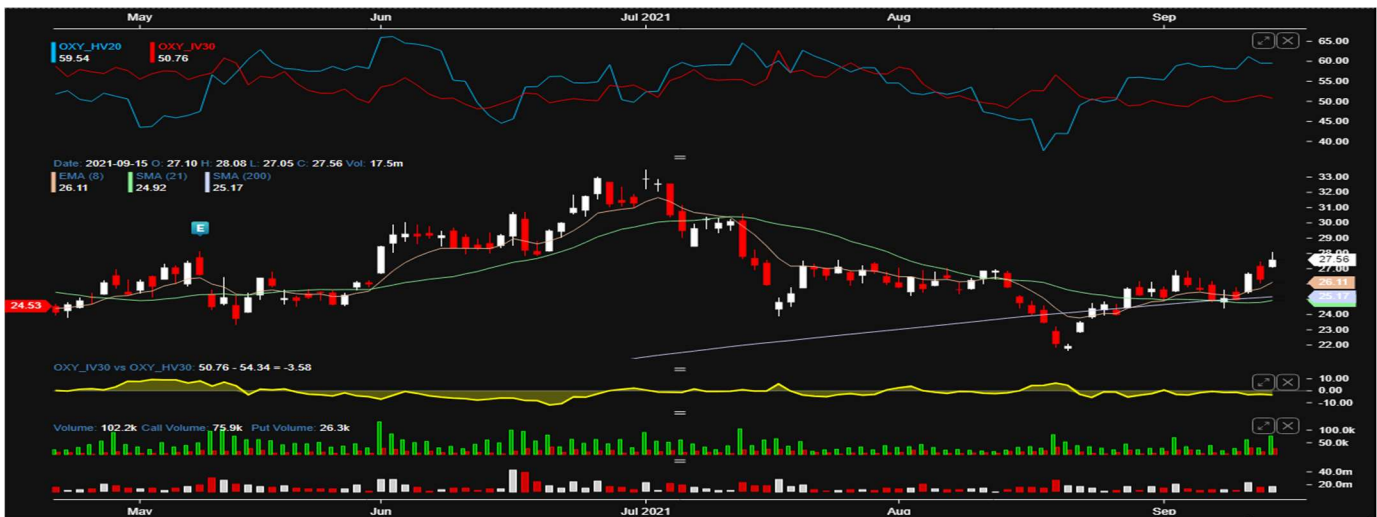 May Jun Jul 2021 Aug Sep
OXY_HV20 OXY_IV30
59.54 50.76
65.00
60.00
55.00
50.00
45.00
40.00
Date: 2021-09-15 O: 27.10 H: 28.08 L: 27.05 C: 27.56 Vol: 17.5m
EMA (8) SMA (21) SMA (200)
26.11 24.92 25.17
33.00
32.00
31.00
30.00
E
29.00
28.00
27.56
27.00
26.11
25.17
24.53
24.00
23.00
22.00
OXY_IV30 vs OXY_HV30: 50.76 - 54.34 = -3.58
10.00
0.00
-10.00
Volume: 102.2k Call Volume: 75.9k Put Volume: 26.3k
100.0k
50.0k
40.0m
20.0m
May Jun Jul 2021 Aug Sep